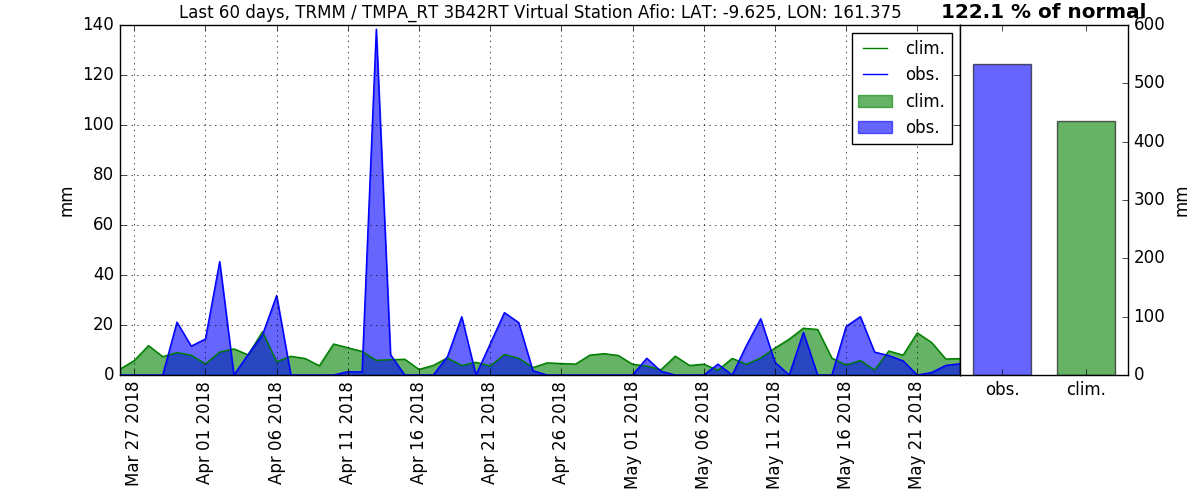 Last 60 days, TRMM / TMPA_RT 3B42RT Virtual Station Afio: LAT: -9.625, LON: 161.375
122.1 % of normal
mm
140
120
100
80
60
40
20
0
clim.
obs.
clim.
obs.
Mar 27 2018
Apr 01 2018
Apr 06 2018
Apr 11 2018
Apr 16 2018
Apr 21 2018
Apr 26 2018
May 01 2018
May 06 2018
May 11 2018
May 16 2018
May 21 2018
600
500
400
300
200
100
0
mm
obs.
clim.